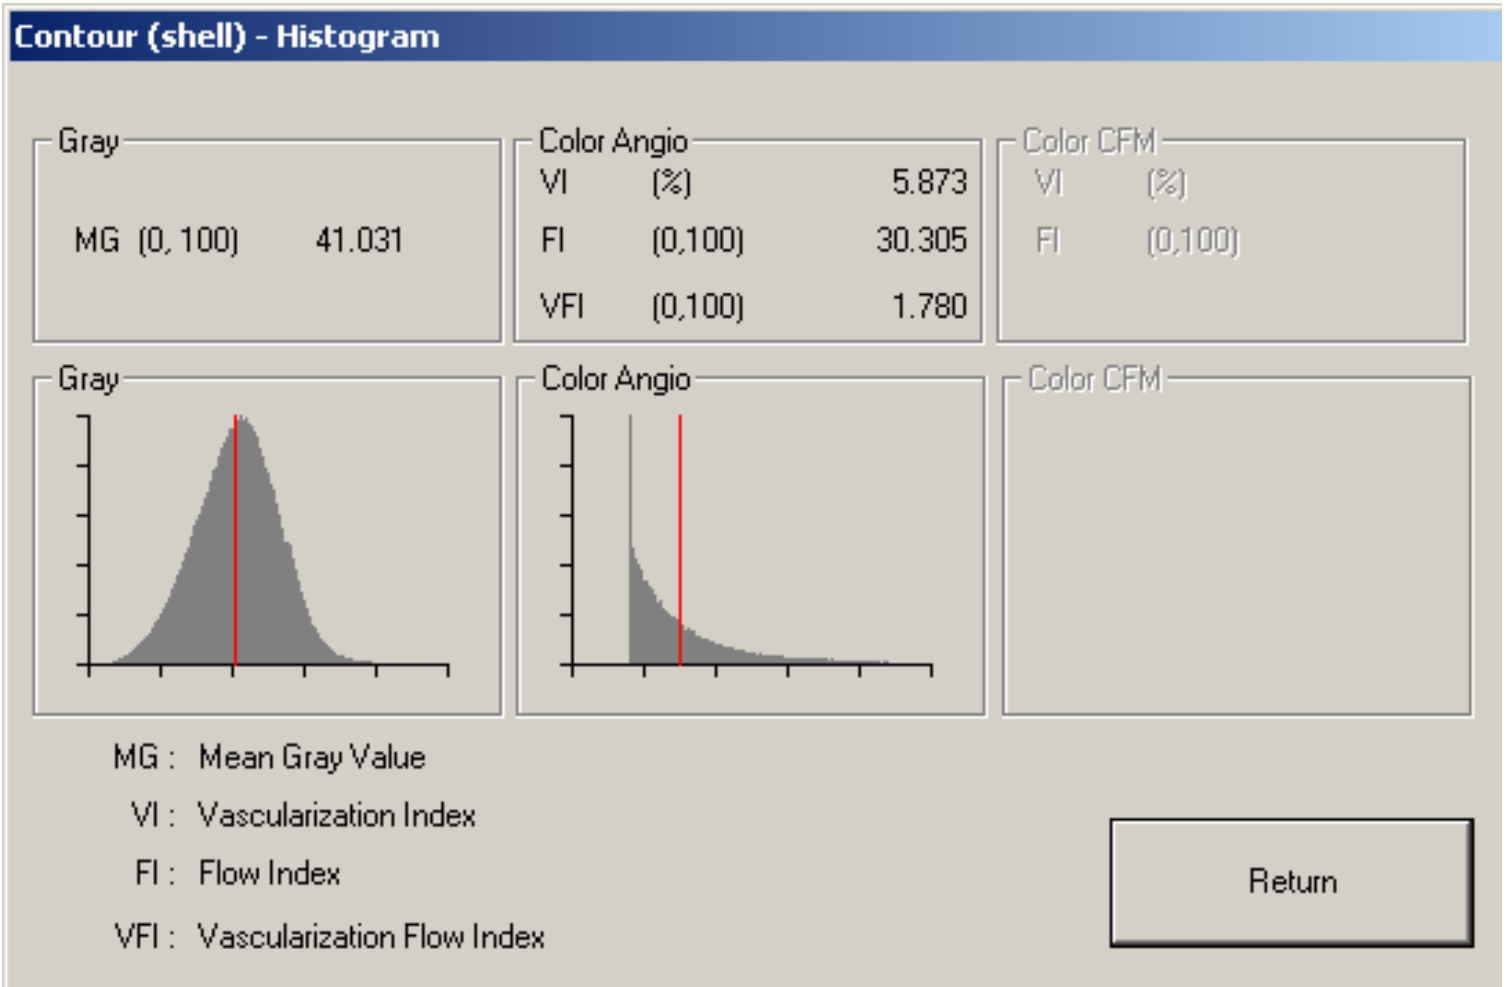 Contour (shell) - Histogram
Gray
MG (0, 100) 41.031
Color Angio
VI (%) 5.873
FI (0,100) 30.305
VFI (0,100) 1.780
Color CFM
VI (%)
FI (0,100)
Gray
Color Angio
Color CFM
MG : Mean Gray Value
VI : Vascularization Index
FI : Flow Index
VFI : Vascularization Flow Index
Return